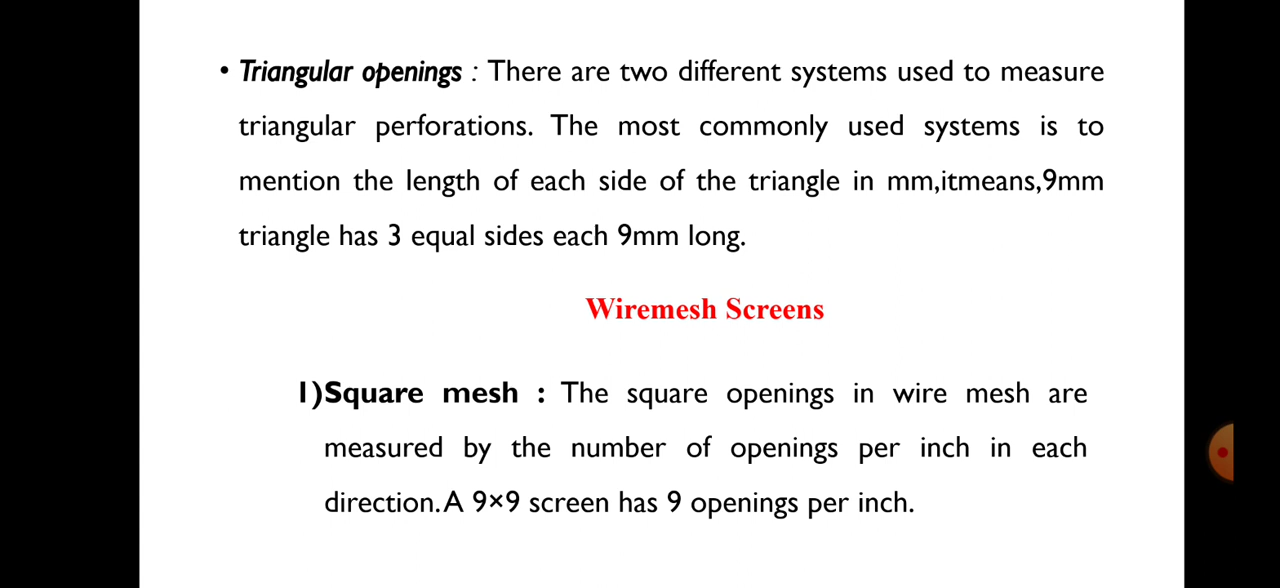 • Triangular openings : There are two different systems used to measure
triangular perforations. The most commonly used systems is to
mention the length of each side of the triangle in mm,itmeans,9mm
triangle has 3 equal sides each 9mm long.
Wiremesh Screens
1)Square mesh : The square openings in wire mesh are
measured by the number of openings per inch in each
direction. A 9×9 screen has 9 openings per inch.